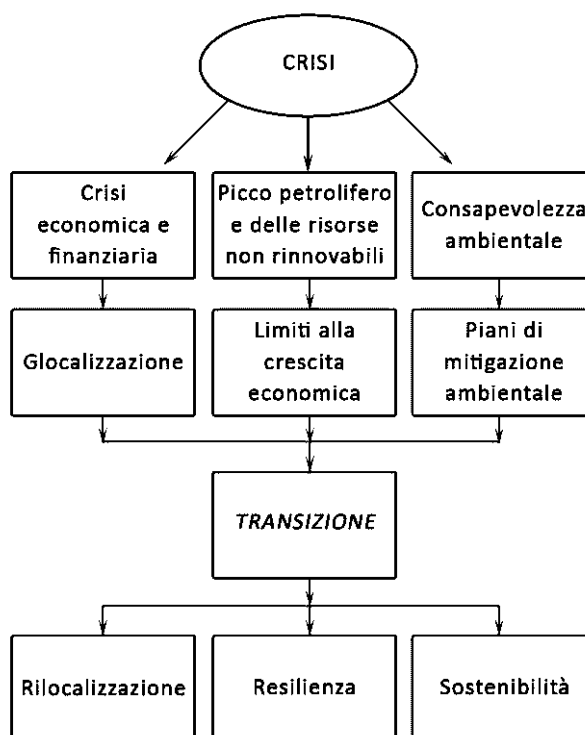 CRISI
Crisi
economica e
finanziaria
Picco petrolifero
e delle risorse
non rinnovabili
Consapevolezza
ambientale
Glocalizzazione
Limiti alla
crescita
economica
Piani di
mitigazione
ambientale
TRANSIZIONE
Rilocalizzazione
Resilienza
Sostenibilità